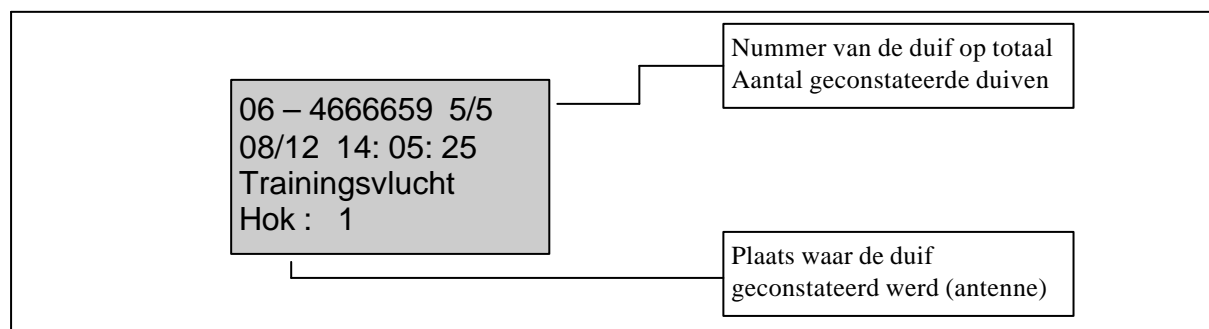 Nummer van de duif op totaal
Aantal geconstateerde duiven
06 – 4666659 5/5
08/12 14: 05: 25
Trainingsvlucht
Hok : 1
Plaats waar de duif
geconstateerd werd (antenne)